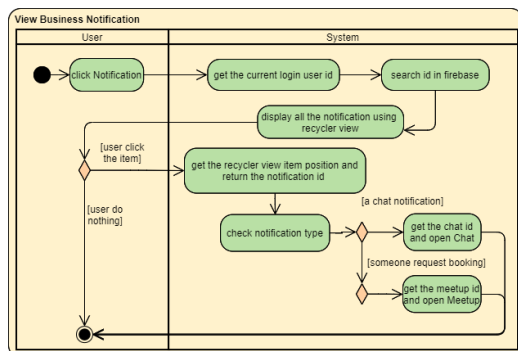 View Business Notification
User
System
click Notification
get the current login user id
search id in firebase
display all the notification using
recycler view
[user click
the item]
get the recycler view item position and
return the notification id
[user do
nothing]
[a chat notification]
check notification type
get the chat id
and open Chat
[someone request booking]
get the meetup id
and open Meetup